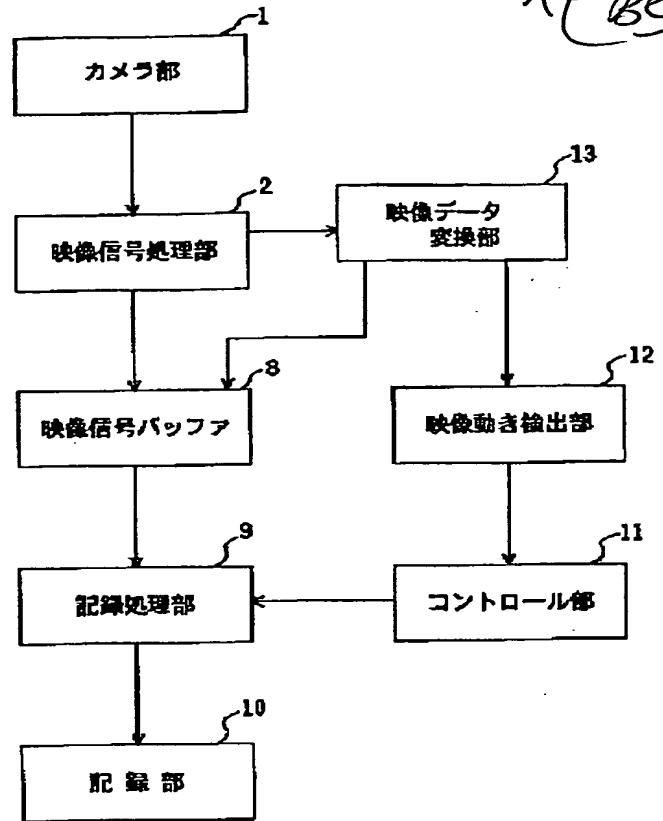 1
カメラ部
2
映像信号処理部
13
映像データ
変換部
8
映像信号バッファ
12
映像動き検出部
9
記録処理部
11
コントロール部
10
記録部